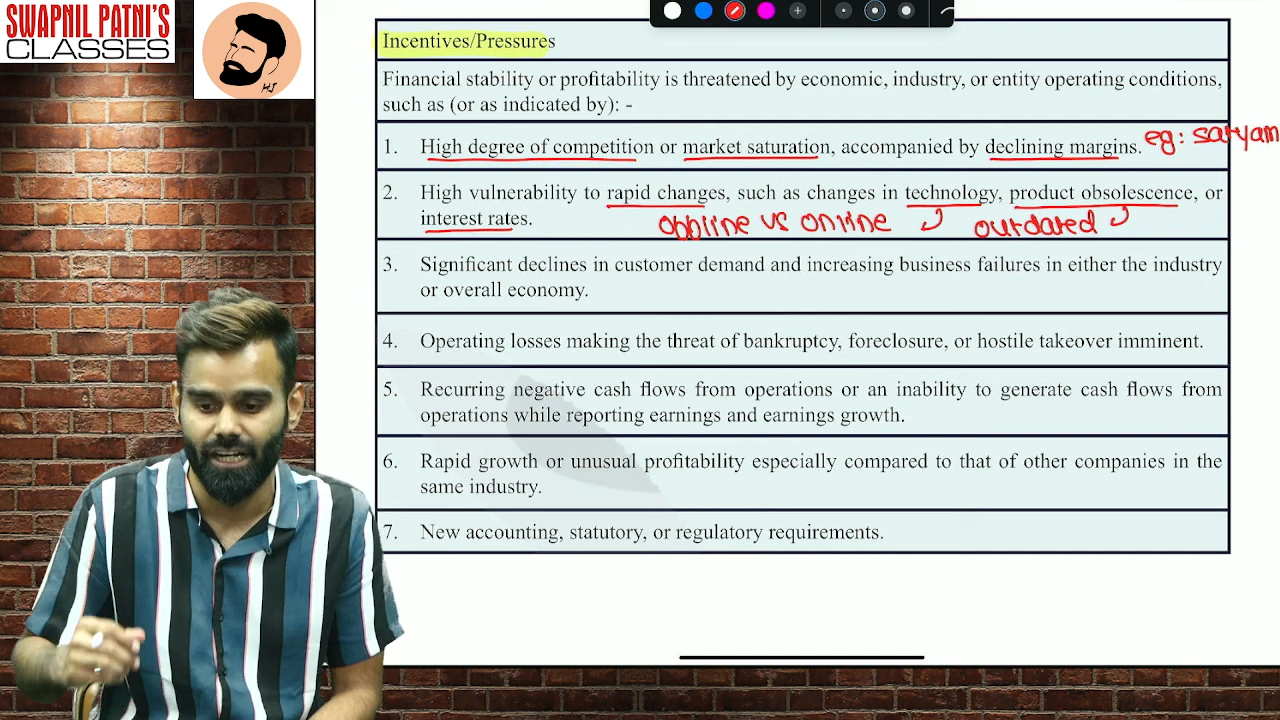 SWAPNIL PATNI'S
CLASSES
Incentives/Pressures
Financial stability or profitability is threatened by economic, industry, or entity operating conditions,
such as (or as indicated by): -
1. High degree of competition or market saturation, accompanied by declining margins. eg: satyam
2. High vulnerability to rapid changes, such as changes in technology, product obsolescence, or
interest rates. offline vs online outdated
3. Significant declines in customer demand and increasing business failures in either the industry
or overall economy.
4. Operating losses making the threat of bankruptcy, foreclosure, or hostile takeover imminent.
5. Recurring negative cash flows from operations or an inability to generate cash flows from
operations while reporting earnings and earnings growth.
6. Rapid growth or unusual profitability especially compared to that of other companies in the
same industry.
7. New accounting, statutory, or regulatory requirements.